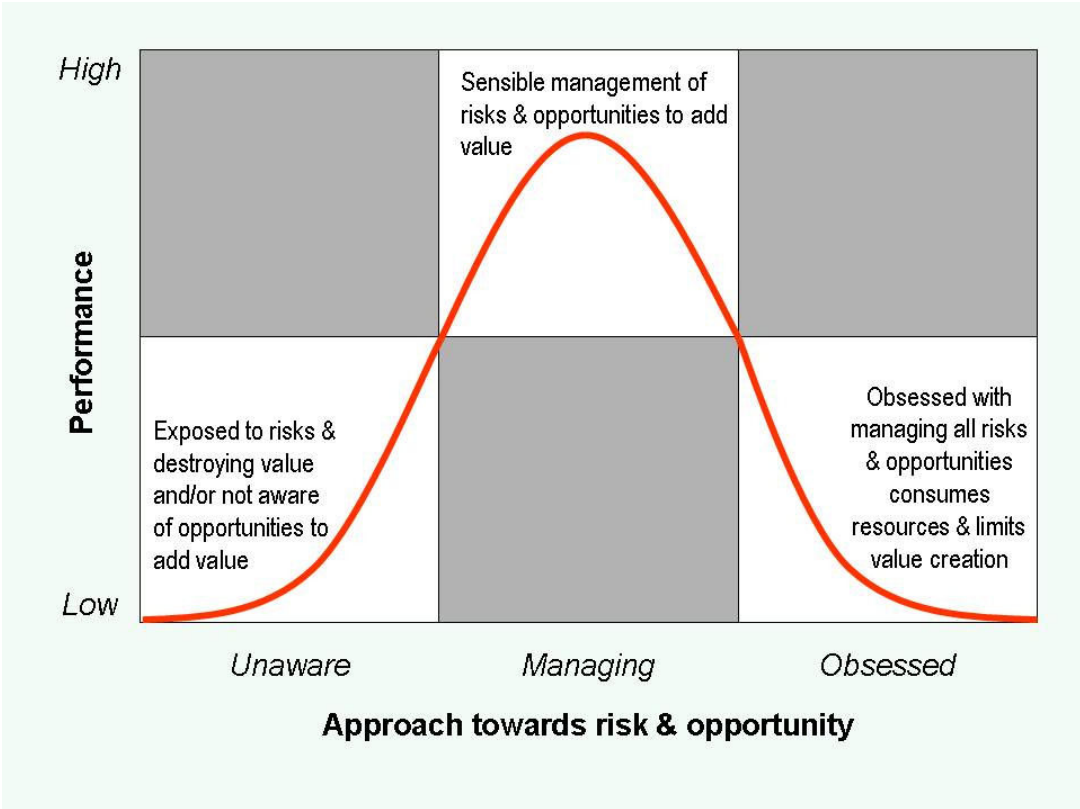 High
Sensible management of
risks & opportunities to add
value
Performance
Exposed to risks &
destroying value
and/or not aware
of opportunities to
add value
Obsessed with
managing all risks
& opportunities
consumes
resources & limits
value creation
Low
Unaware
Managing
Obsessed
Approach towards risk & opportunity